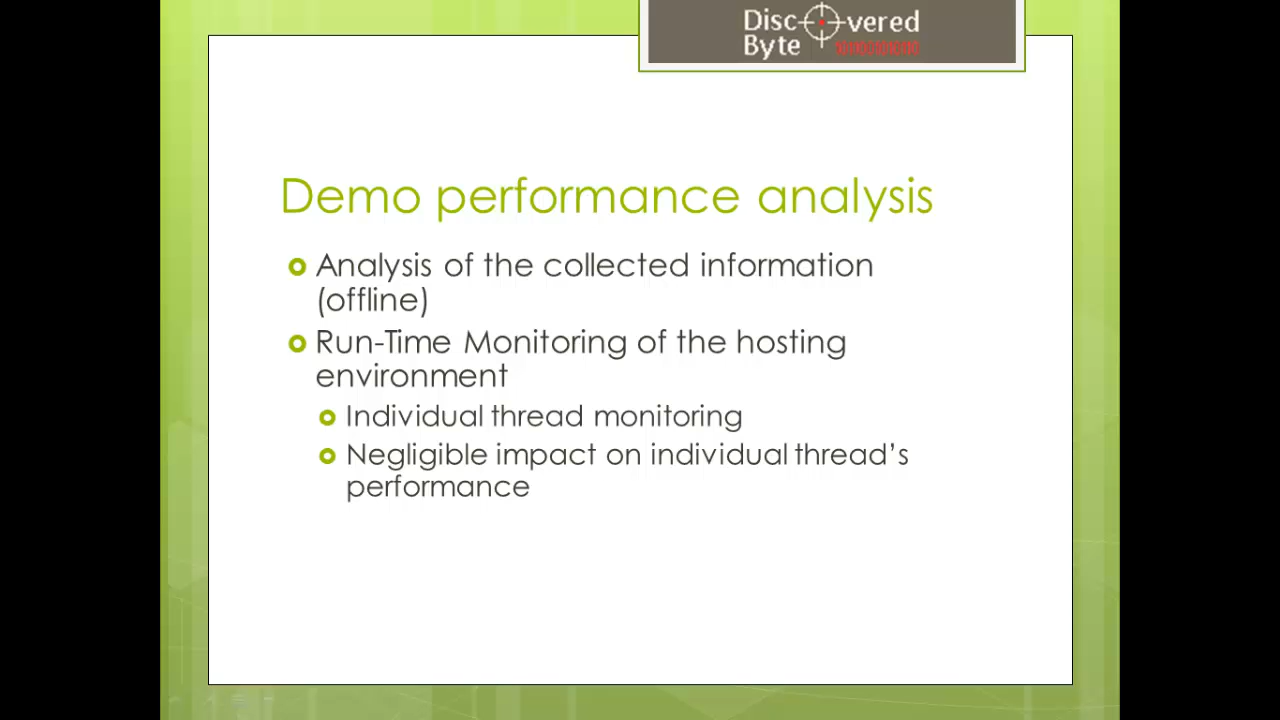 Disc vered
Byte
Demo performance analysis
Analysis of the collected information
(offline)
Run-Time Monitoring of the hosting
environment
Individual thread monitoring
Negligible impact on individual thread’s
performance